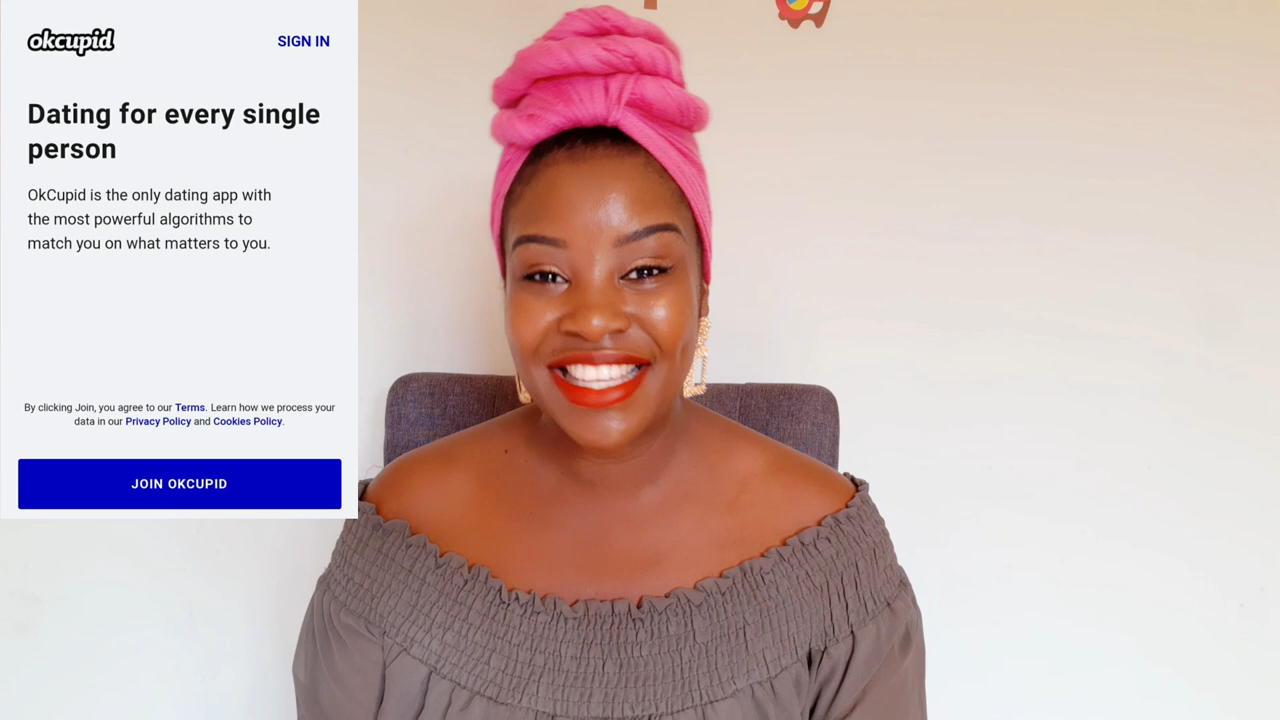 okcupid
SIGN IN
Dating for every single
person
OkCupid is the only dating app with
the most powerful algorithms to
match you on what matters to you.
By clicking Join, you agree to our Terms. Learn how we process your
data in our Privacy Policy and Cookies Policy.
JOIN OKCUPID